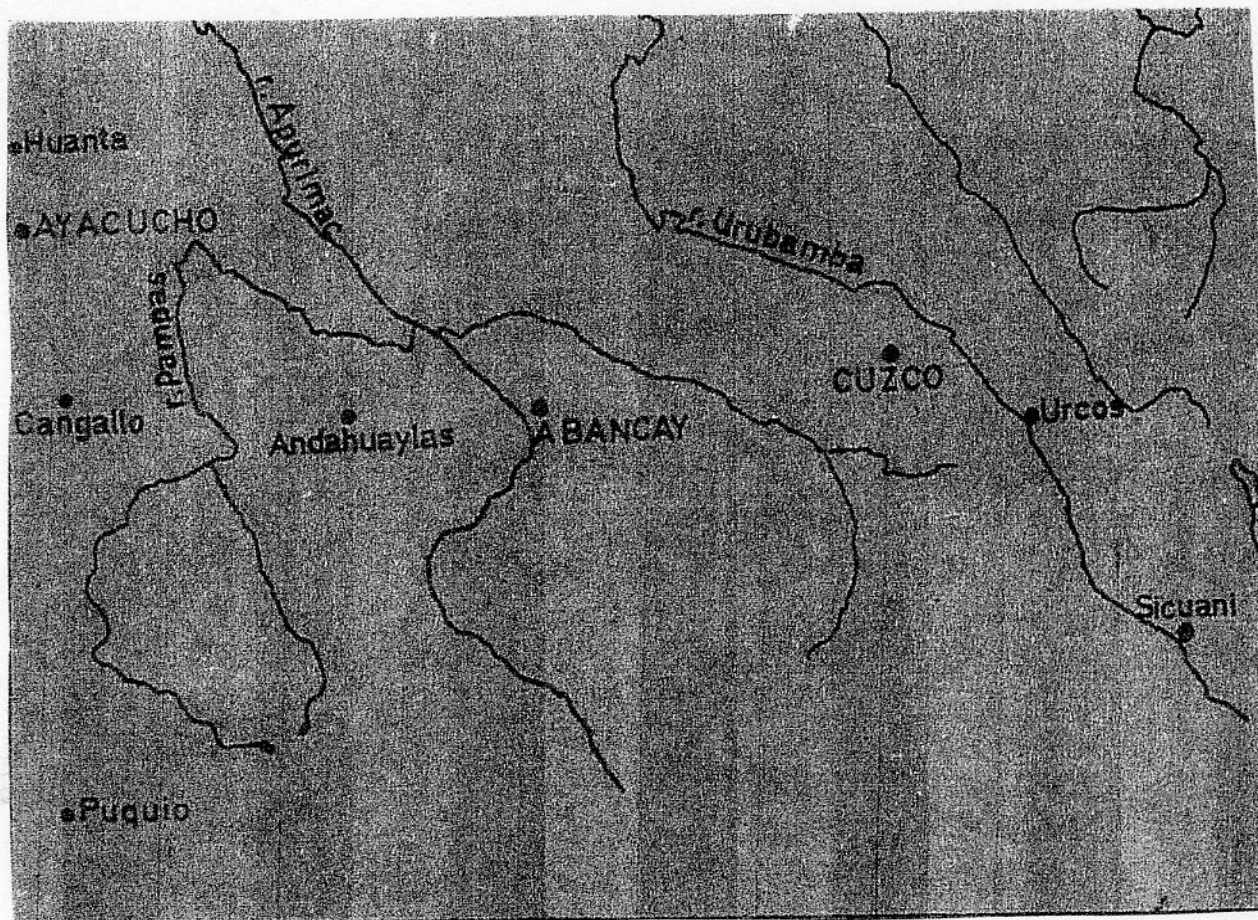 r. Apurimac
Huanta
AYACUCHO
r. Urubamba
r. Pampas
CUZCO
Cangallo
Andahuaylas
ABANCAY
Urcos
Sicuani
Puquio